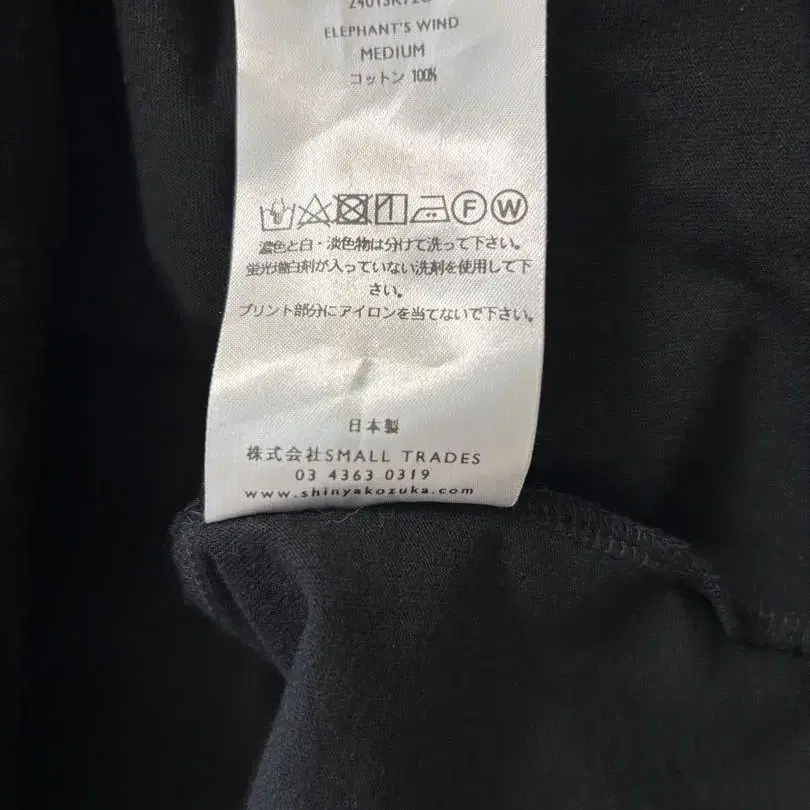 ELEPHANT'S WIND
MEDIUM
コットン 100%
F W
濃色と白・淡色物は分けて洗って下さい。
蛍光増白剤が入っていない洗剤を使用して下
さい。
プリント部分にアイロンを当てないで下さい。
日本製
株式会社SMALL TRADES
03 4363 0319
www.shinyakozuka.com